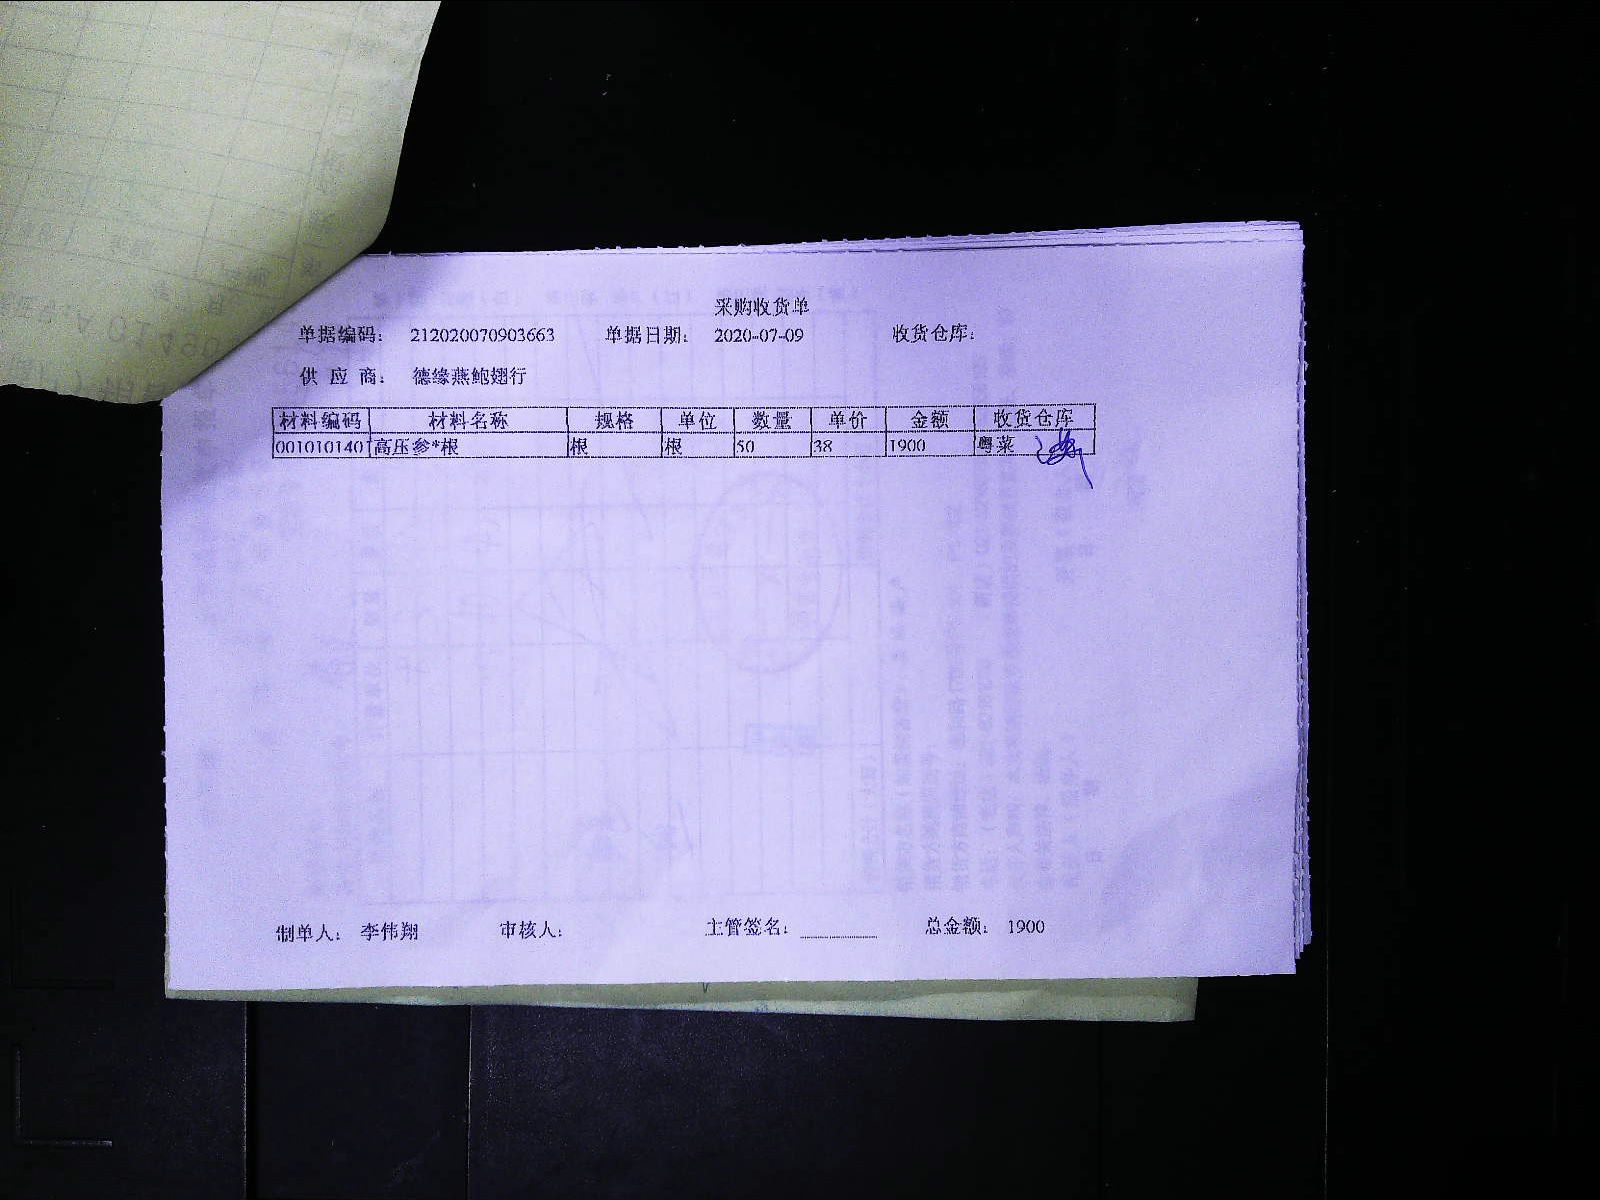 采购收货单
单据编码： 212020070903663 单据日期： 2020-07-09 收货仓库：
供 应 商： 德缘燕鲍翅行
材料编码 材料名称 规格 单位 数量 单价 金额 收货仓库
001010140 高压参*根 根 根 50 38 1900 粤菜
制单人： 李伟翔 审核人： 主管签名： 总金额： 1900